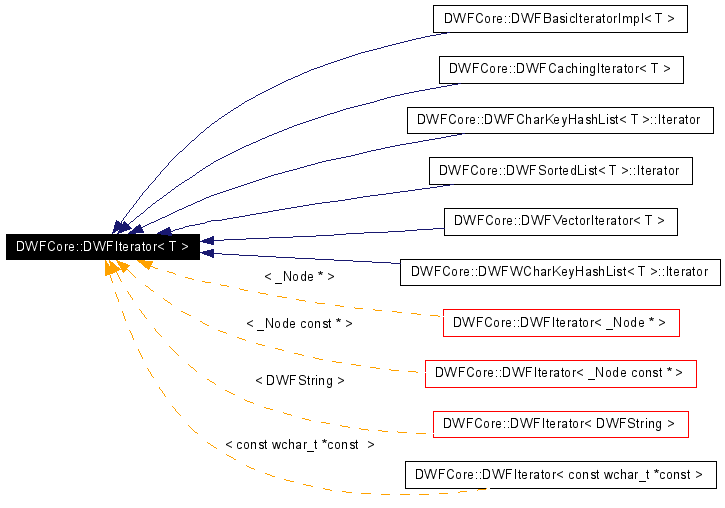 DWFCore::DWFBasicIteratorImpl< T >
DWFCore::DWFCachingIterator< T >
DWFCore::DWFCharKeyHashList< T >::Iterator
DWFCore::DWFSortedList< T >::Iterator
DWFCore::DWFVectorIterator< T >
DWFCore::DWFIterator< T >
DWFCore::DWFWCharKeyHashList< T >::Iterator
< _Node * >
DWFCore::DWFIterator< _Node * >
< _Node const * >
DWFCore::DWFIterator< _Node const * >
< DWFString >
DWFCore::DWFIterator< DWFString >
< const wchar_t *const  >
DWFCore::DWFIterator< const wchar_t *const >